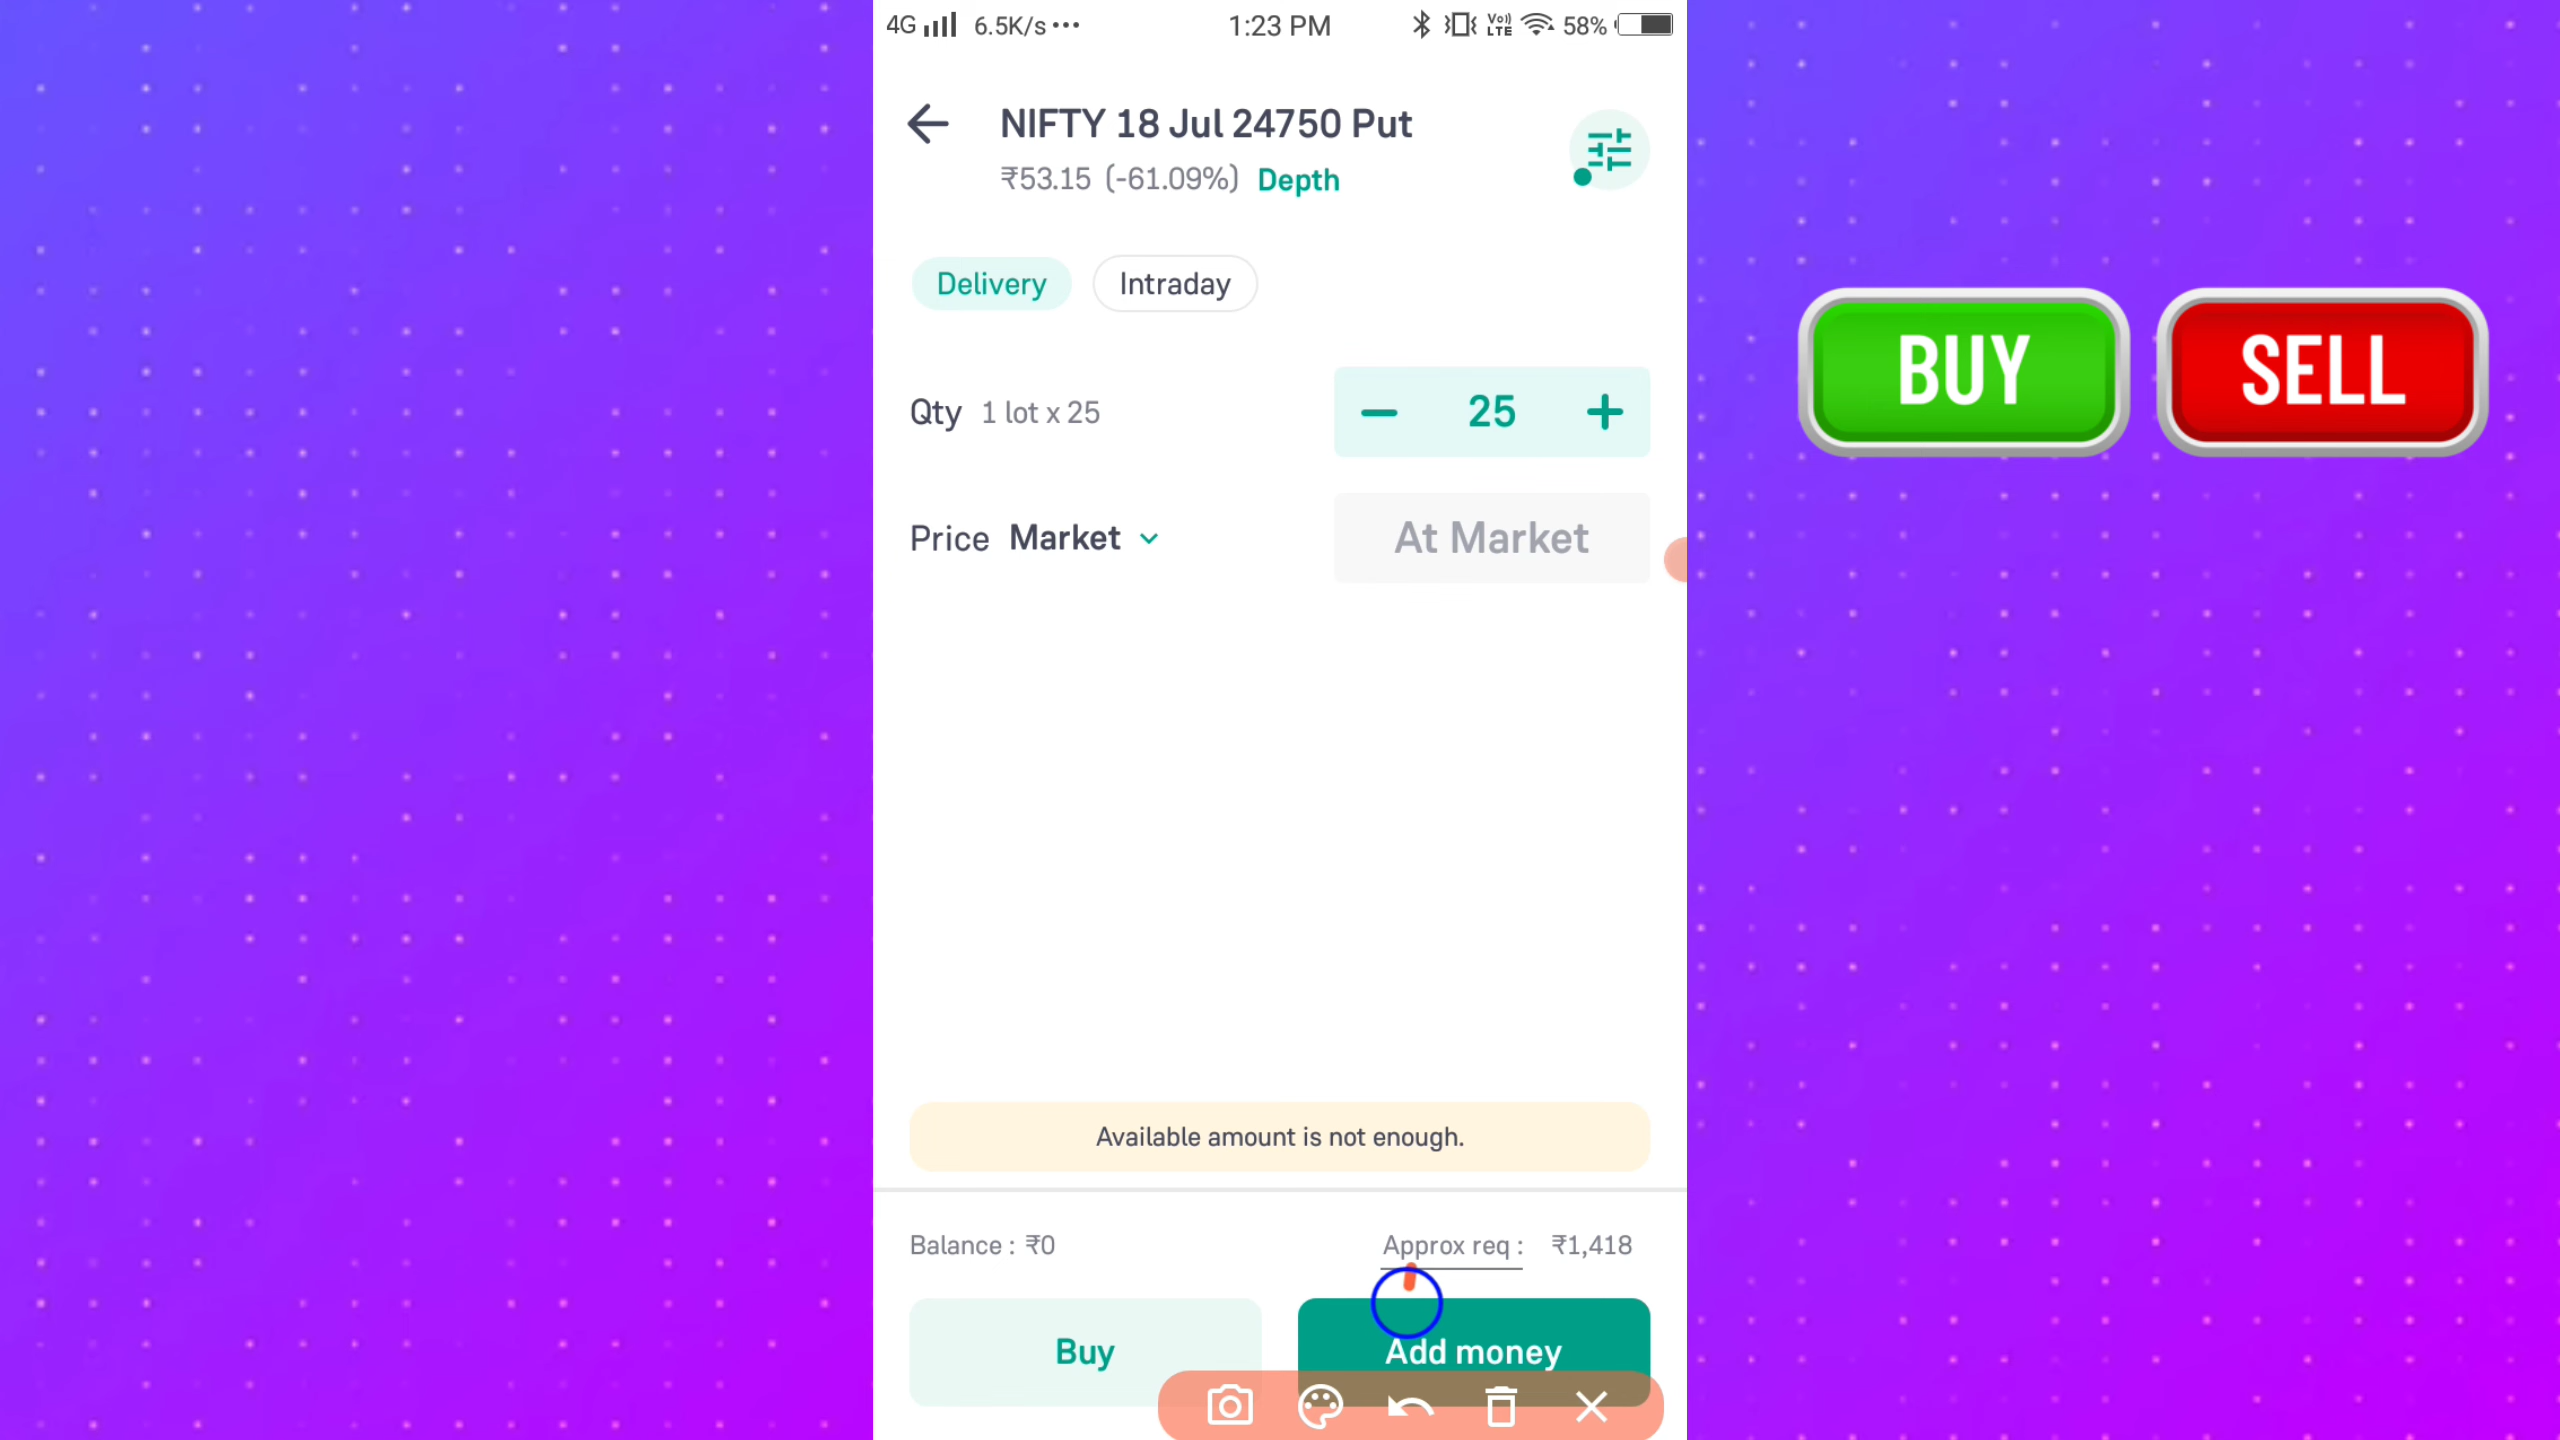 4G 6.5K/s... 1:23 PM Vo)) LTE 58%
NIFTY 18 Jul 24750 Put
₹53.15 (-61.09%) Depth
Delivery Intraday
BUY SELL
Qty 1 lot x 25 − 25 +
Price Market At Market
Available amount is not enough.
Balance : ₹0 Approx req : ₹1,418
Buy Add money